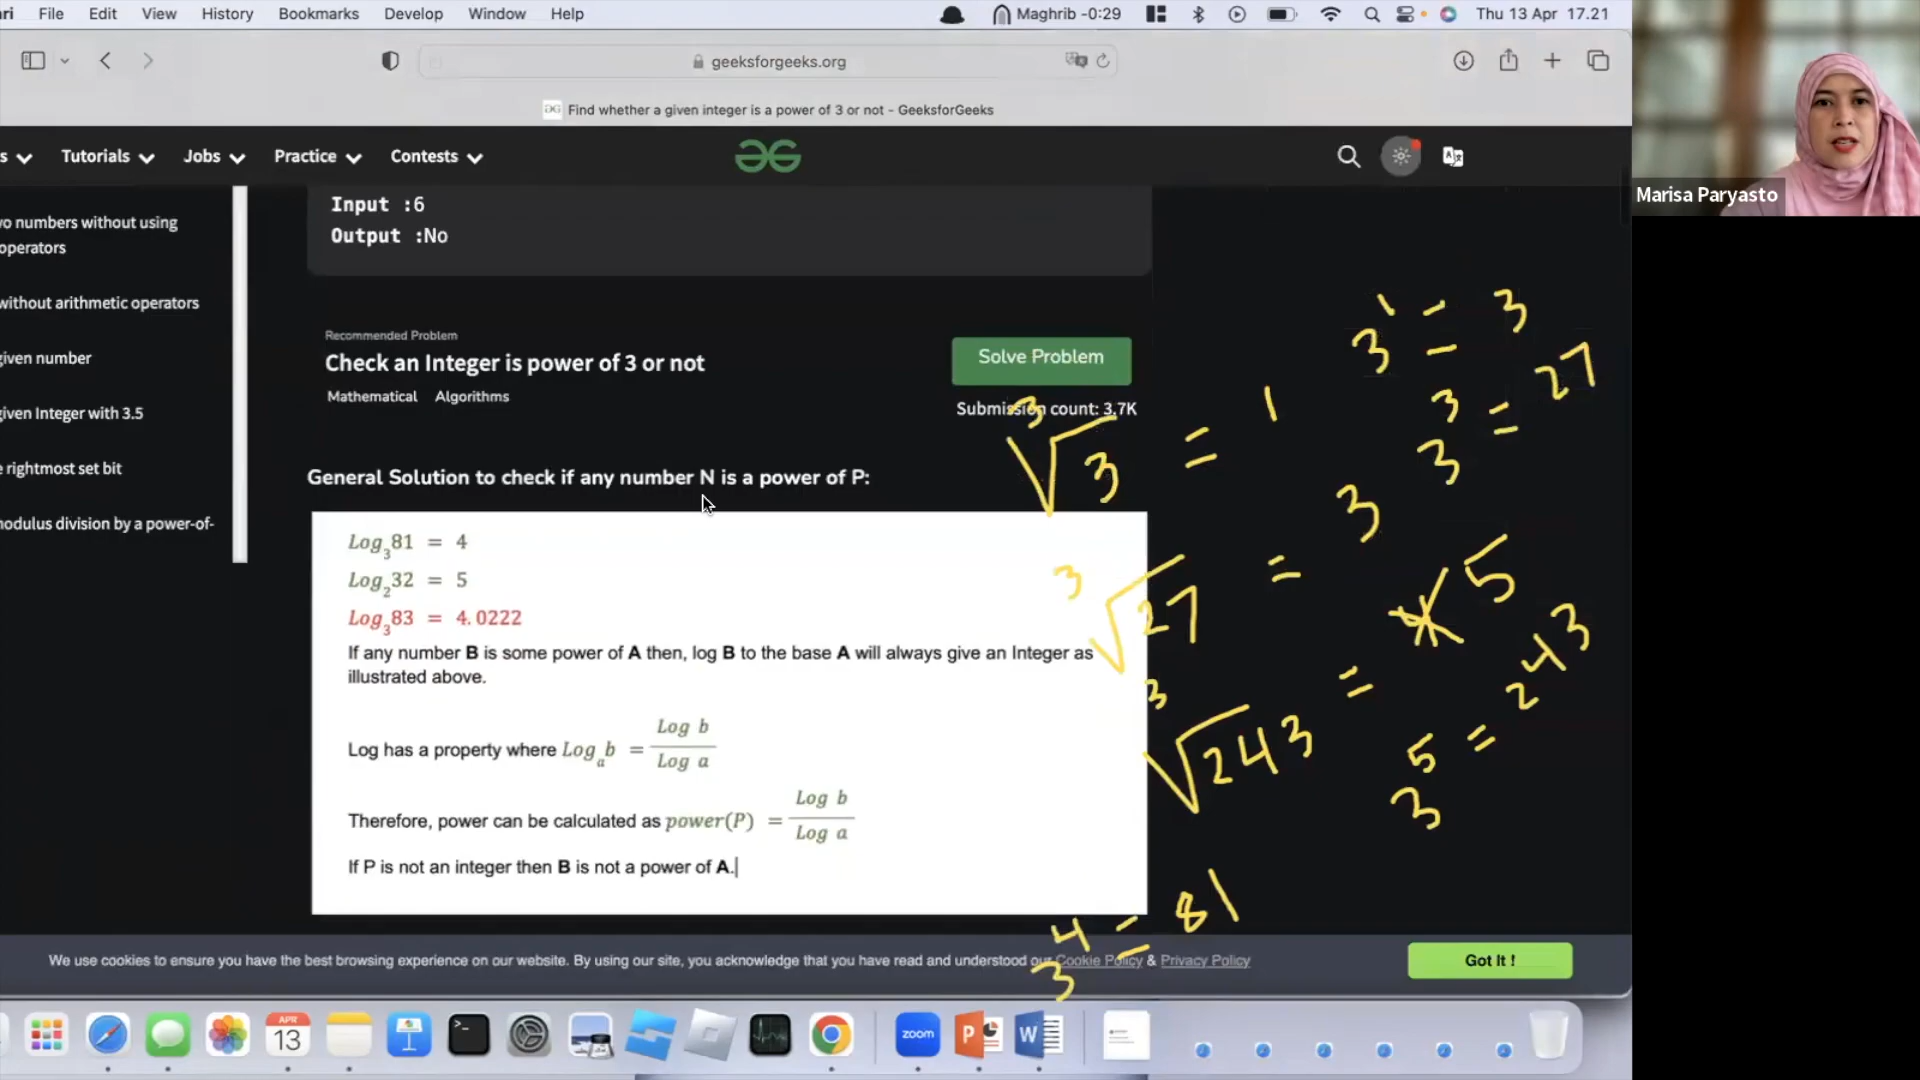 ri File Edit View History Bookmarks Develop Window Help Maghrib -0:29 Thu 13 Apr 17.21
geeksforgeeks.org
Find whether a given integer is a power of 3 or not - GeeksforGeeks
s Tutorials Jobs Practice Contests
Marisa Paryasto
vo numbers without using
operators
without arithmetic operators
given number
given Integer with 3.5
e rightmost set bit
modulus division by a power-of-
Input :6
Output :No
Recommended Problem
Check an Integer is power of 3 or not
Mathematical Algorithms
Solve Problem
Submission count: 3.7K
General Solution to check if any number N is a power of P:
Log₃81 = 4
Log₂32 = 5
Log₃83 = 4.0222
If any number B is some power of A then, log B to the base A will always give an Integer as
illustrated above.
Log has a property where Logₐb = Log b / Log a
Therefore, power can be calculated as power(P) = Log b / Log a
If P is not an integer then B is not a power of A.
3¹ = 3
3³ = 27
³√3 = 1
³√27 = 3
³√243 = 5
3⁵ = 243
3⁴ = 81
We use cookies to ensure you have the best browsing experience on our website. By using our site, you acknowledge that you have read and understood our Cookie Policy & Privacy Policy
Got It !
APR
13
zoom
P
W